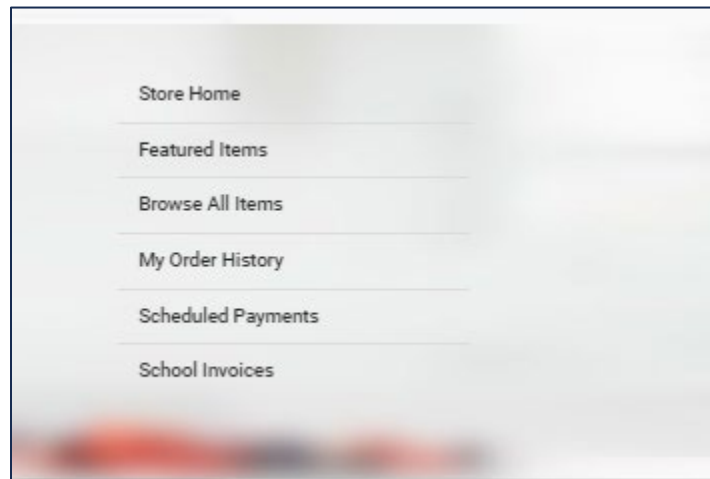 Store Home
Featured Items
Browse All Items
My Order History
Scheduled Payments
School Invoices